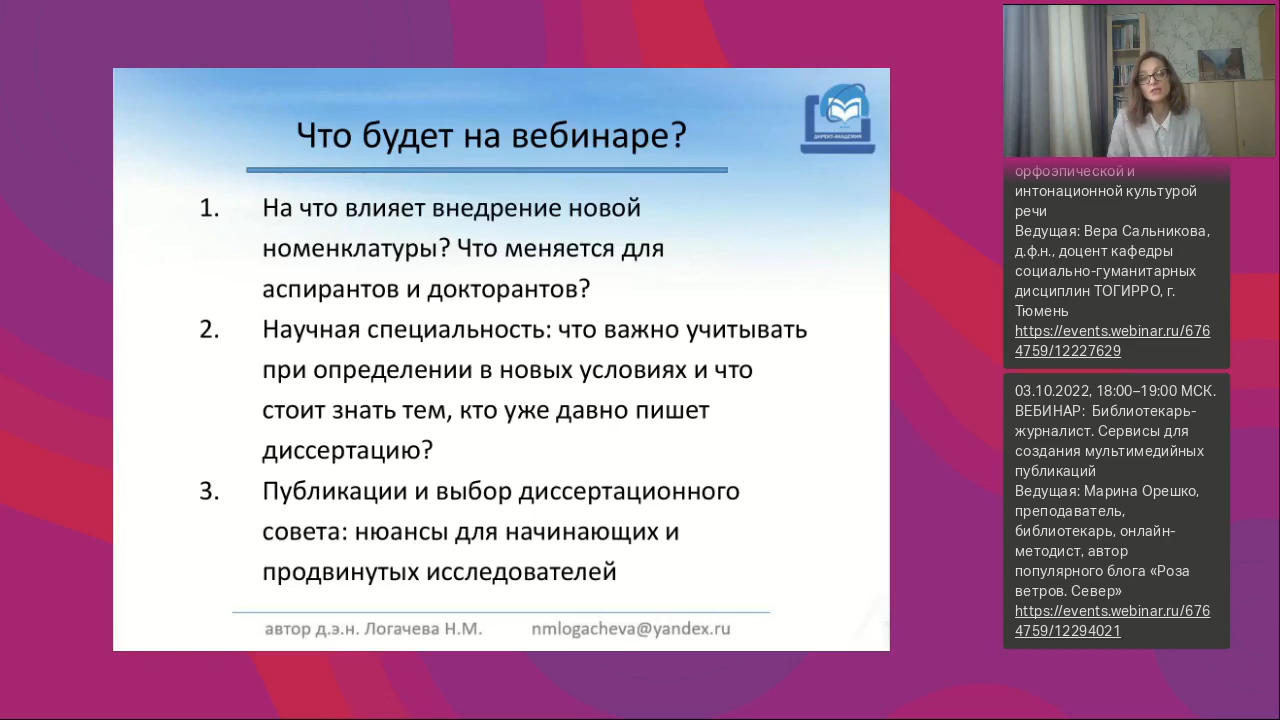 Что будет на вебинаре?
ДИРЕКТ-АКАДЕМИЯ
1. На что влияет внедрение новой
номенклатуры? Что меняется для
аспирантов и докторантов?
2. Научная специальность: что важно учитывать
при определении в новых условиях и что
стоит знать тем, кто уже давно пишет
диссертацию?
3. Публикации и выбор диссертационного
совета: нюансы для начинающих и
продвинутых исследователей
автор д.э.н. Логачева Н.М. nmlogacheva@yandex.ru
орфоэпической и
интонационной культурой
речи
Ведущая: Вера Сальникова,
д.ф.н., доцент кафедры
социально-гуманитарных
дисциплин ТОГИРРО, г.
Тюмень
https://events.webinar.ru/676
4759/12227629
03.10.2022, 18:00–19:00 МСК.
ВЕБИНАР: Библиотекарь-
журналист. Сервисы для
создания мультимедийных
публикаций
Ведущая: Марина Орешко,
преподаватель,
библиотекарь, онлайн-
методист, автор
популярного блога «Роза
ветров. Север»
https://events.webinar.ru/676
4759/12294021